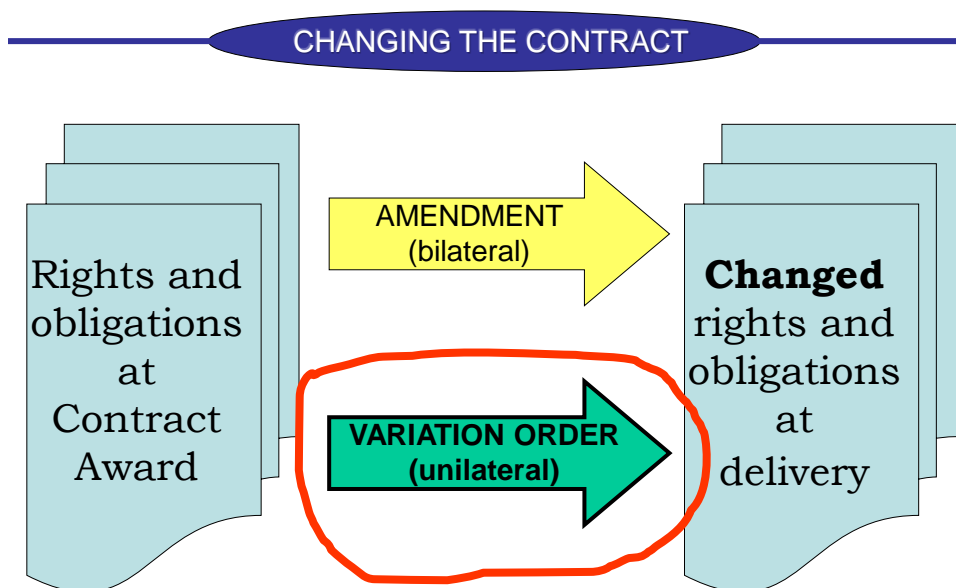 CHANGING THE CONTRACT
Rights and
obligations
at
Contract
Award
AMENDMENT
(bilateral)
VARIATION ORDER
(unilateral)
Changed
rights and
obligations
at
delivery